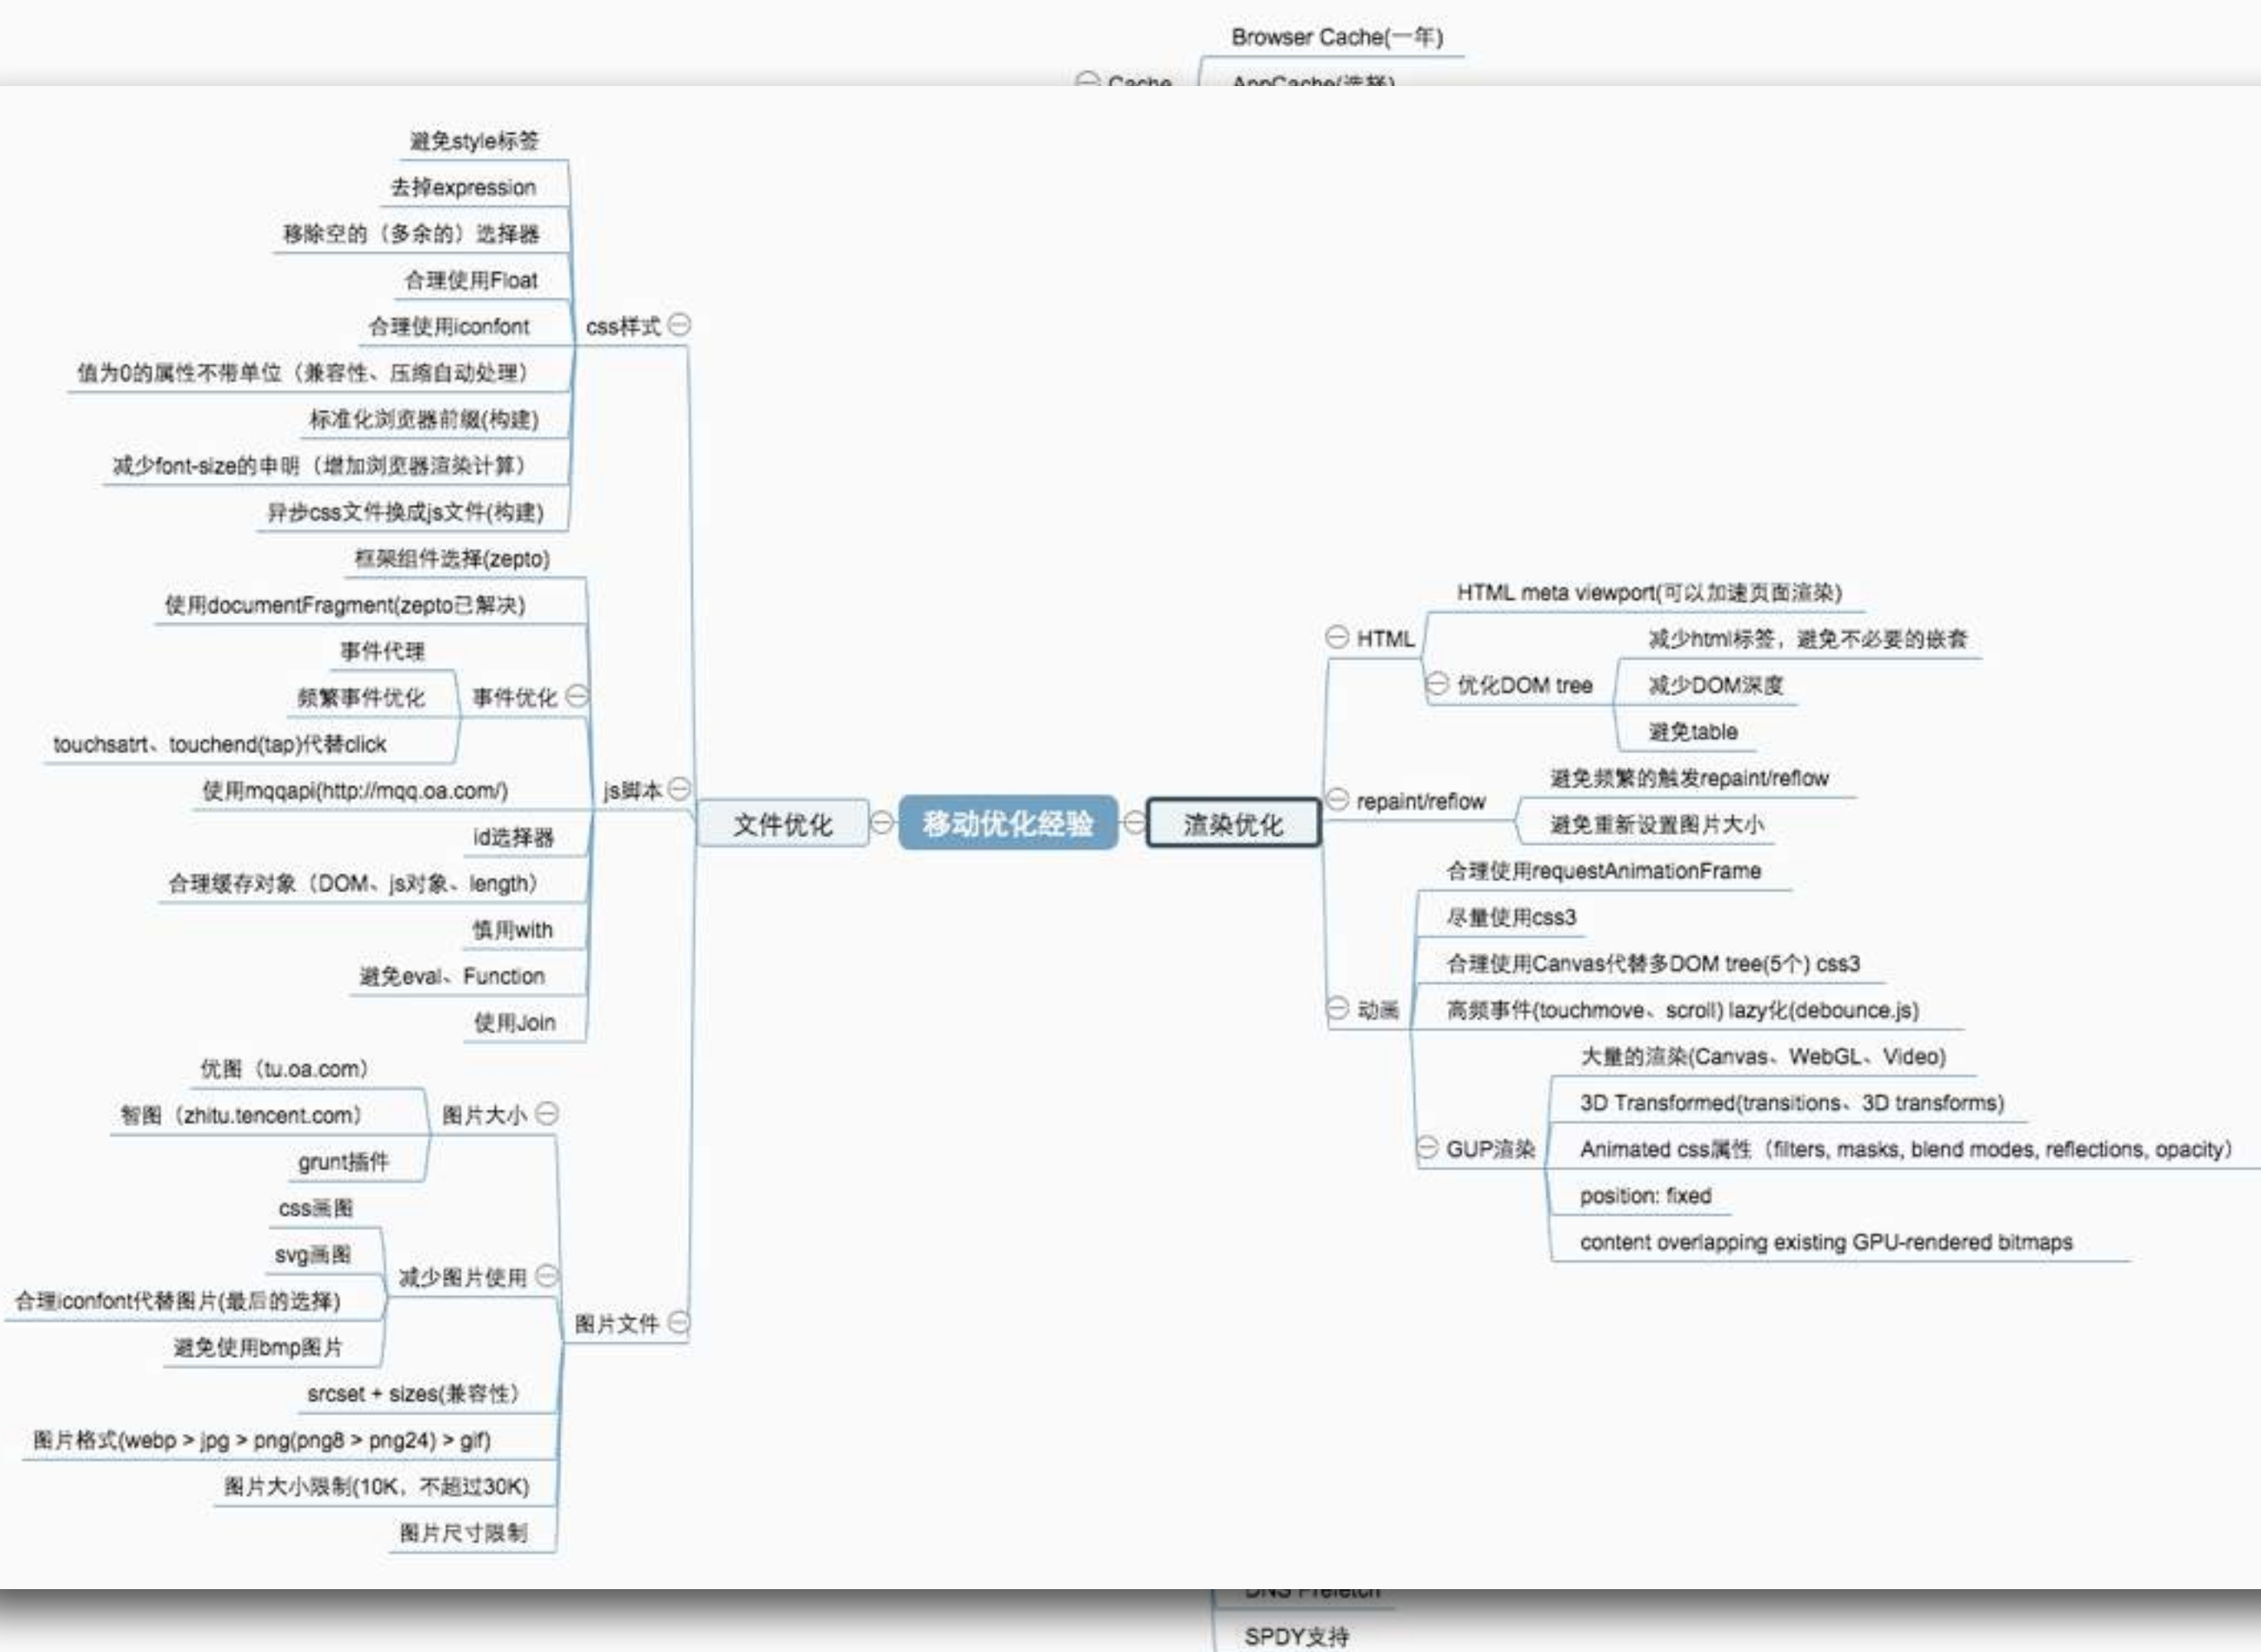 Browser Cache(一年)
Cache
AppCache(选择)
避免style标签
去掉expression
移除空的（多余的）选择器
合理使用Float
合理使用iconfont
css样式
值为0的属性不带单位（兼容性、压缩自动处理）
标准化浏览器前缀(构建)
减少font-size的申明（增加浏览器渲染计算）
异步css文件换成js文件(构建)
框架组件选择(zepto)
使用documentFragment(zepto已解决)
事件代理
频繁事件优化
事件优化
touchsatrt、touchend(tap)代替click
使用mqqapi(http://mqq.oa.com/)
js脚本
id选择器
合理缓存对象（DOM、js对象、length）
慎用with
避免eval、Function
使用Join
优图（tu.oa.com）
智图（zhitu.tencent.com）
图片大小
grunt插件
css画图
svg画图
减少图片使用
合理iconfont代替图片(最后的选择)
避免使用bmp图片
图片文件
srcset + sizes(兼容性）
图片格式(webp > jpg > png(png8 > png24) > gif)
图片大小限制(10K，不超过30K)
图片尺寸限制
文件优化
移动优化经验
渲染优化
HTML meta viewport(可以加速页面渲染)
HTML
减少html标签，避免不必要的嵌套
优化DOM tree
减少DOM深度
避免table
避免频繁的触发repaint/reflow
repaint/reflow
避免重新设置图片大小
合理使用requestAnimationFrame
尽量使用css3
合理使用Canvas代替多DOM tree(5个) css3
动画
高频事件(touchmove、scroll) lazy化(debounce.js)
大量的渲染(Canvas、WebGL、Video)
3D Transformed(transitions、3D transforms)
GUP渲染
Animated css属性（filters, masks, blend modes, reflections, opacity）
position: fixed
content overlapping existing GPU-rendered bitmaps
DNS Prefetch
SPDY支持